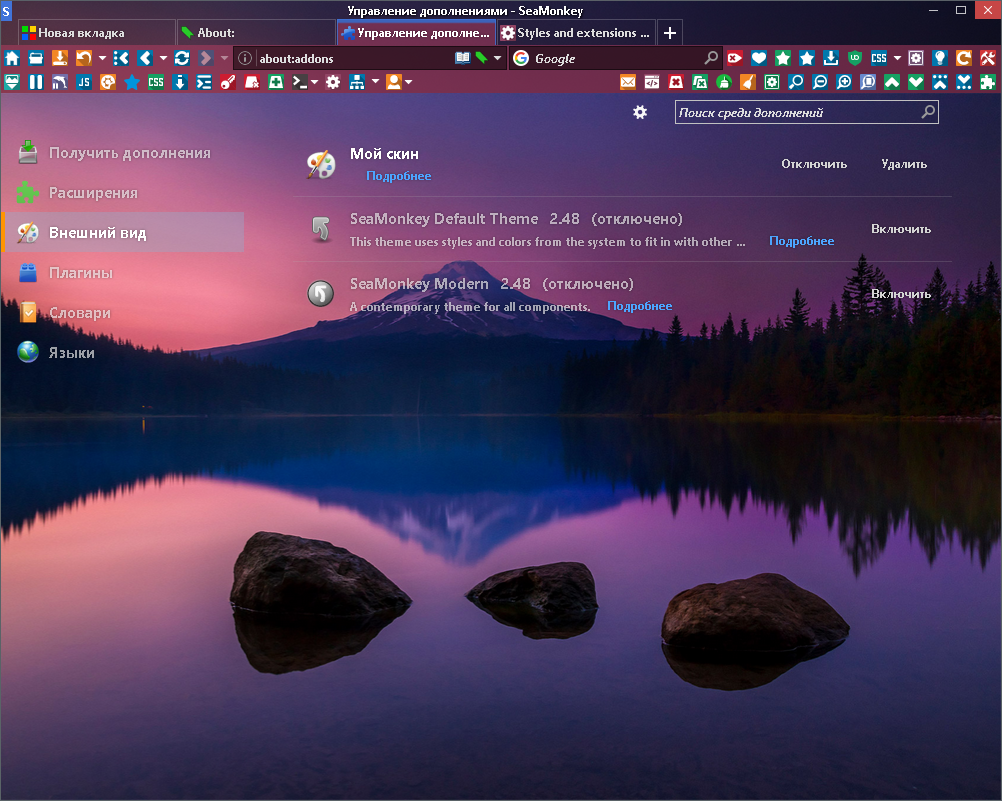 S
Управление дополнениями - SeaMonkey
Новая вкладка
About:
Управление дополне...
Styles and extensions ...
about:addons
Google
CSS
JS
CSS
Поиск среди дополнений
Получить дополнения
Расширения
Внешний вид
Плагины
Словари
Языки
Мой скин
Подробнее
Отключить
Удалить
SeaMonkey Default Theme 2.48 (отключено)
This theme uses styles and colors from the system to fit in with other ...
Подробнее
Включить
SeaMonkey Modern 2.48 (отключено)
A contemporary theme for all components.
Подробнее
Включить